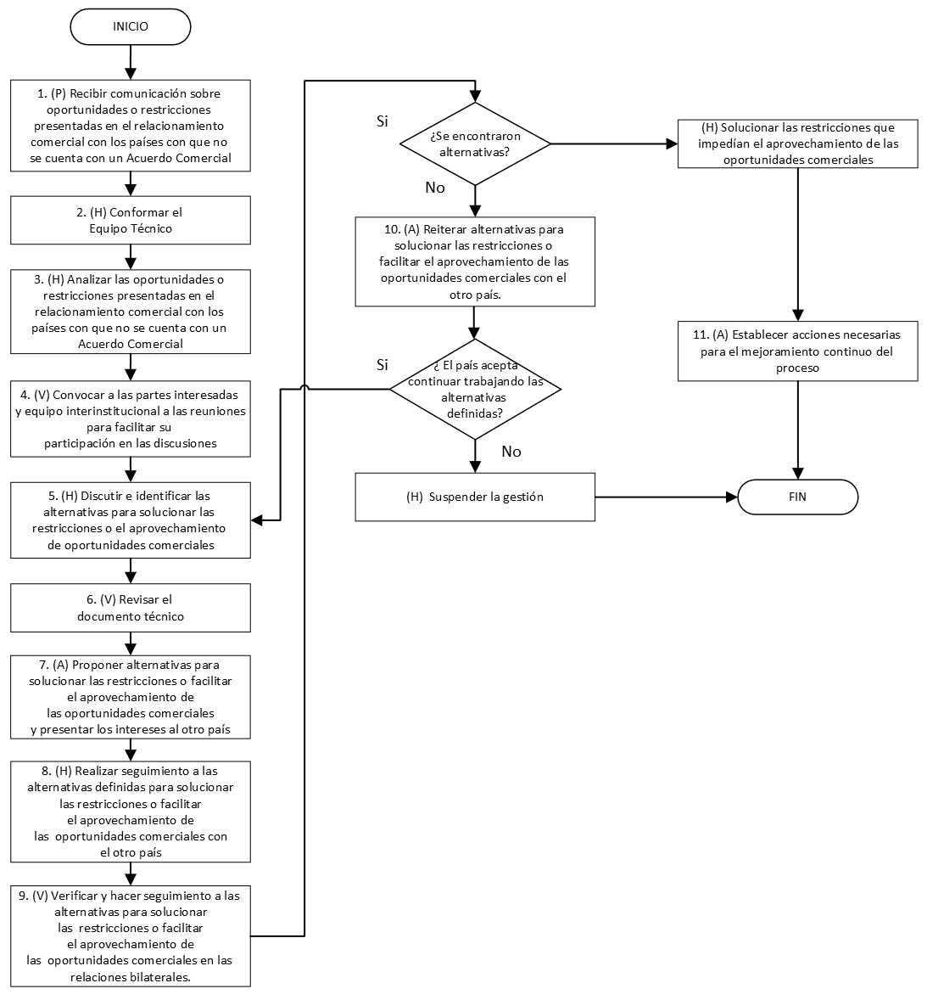 INICIO
1. (P) Recibir comunicación sobre
oportunidades o restricciones
presentadas en el relacionamiento
comercial con los países con que no
se cuenta con un Acuerdo Comercial
2. (H) Conformar el
Equipo Técnico
3. (H) Analizar las oportunidades o
restricciones presentadas en el
relacionamiento comercial con los
países con que no se cuenta con un
Acuerdo Comercial
4. (V) Convocar a las partes interesadas
y equipo interinstitucional a las reuniones
para facilitar su
participación en las discusiones
5. (H) Discutir e identificar las
alternativas para solucionar las
restricciones o el aprovechamiento
de oportunidades comerciales
6. (V) Revisar el
documento técnico
7. (A) Proponer alternativas para
solucionar las restricciones o facilitar
el aprovechamiento de
las oportunidades comerciales
y presentar los intereses al otro país
8. (H) Realizar seguimiento a las
alternativas definidas para solucionar
las restricciones o facilitar
el aprovechamiento de
las oportunidades comerciales con
el otro país
9. (V) Verificar y hacer seguimiento a las
alternativas para solucionar
las restricciones o facilitar
el aprovechamiento de
las oportunidades comerciales en las
relaciones bilaterales.
Si
¿Se encontraron
alternativas?
No
10. (A) Reiterar alternativas para
solucionar las restricciones o
facilitar el aprovechamiento de las
oportunidades comerciales con el
otro país.
Si
¿ El país acepta
continuar trabajando las
alternativas
definidas?
No
(H) Suspender la gestión
(H) Solucionar las restricciones que
impedían el aprovechamiento de las
oportunidades comerciales
11. (A) Establecer acciones necesarias
para el mejoramiento continuo del
proceso
FIN